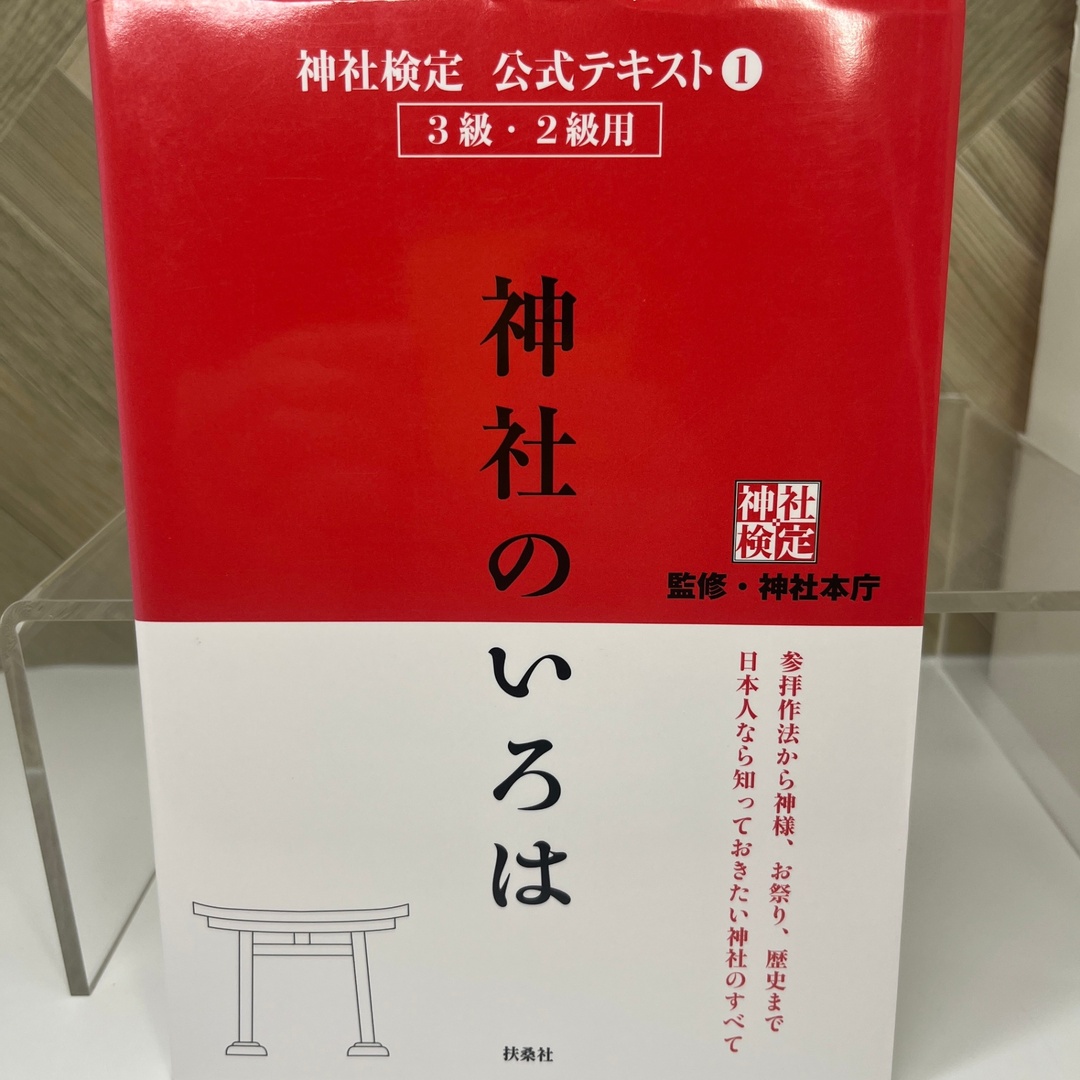 神社検定 公式テキスト❶
3級・2級用
神社のいろは
神社
検定
監修・神社本庁
参拝作法から神様、お祭り、歴史まで
日本人なら知っておきたい神社のすべて
扶桑社